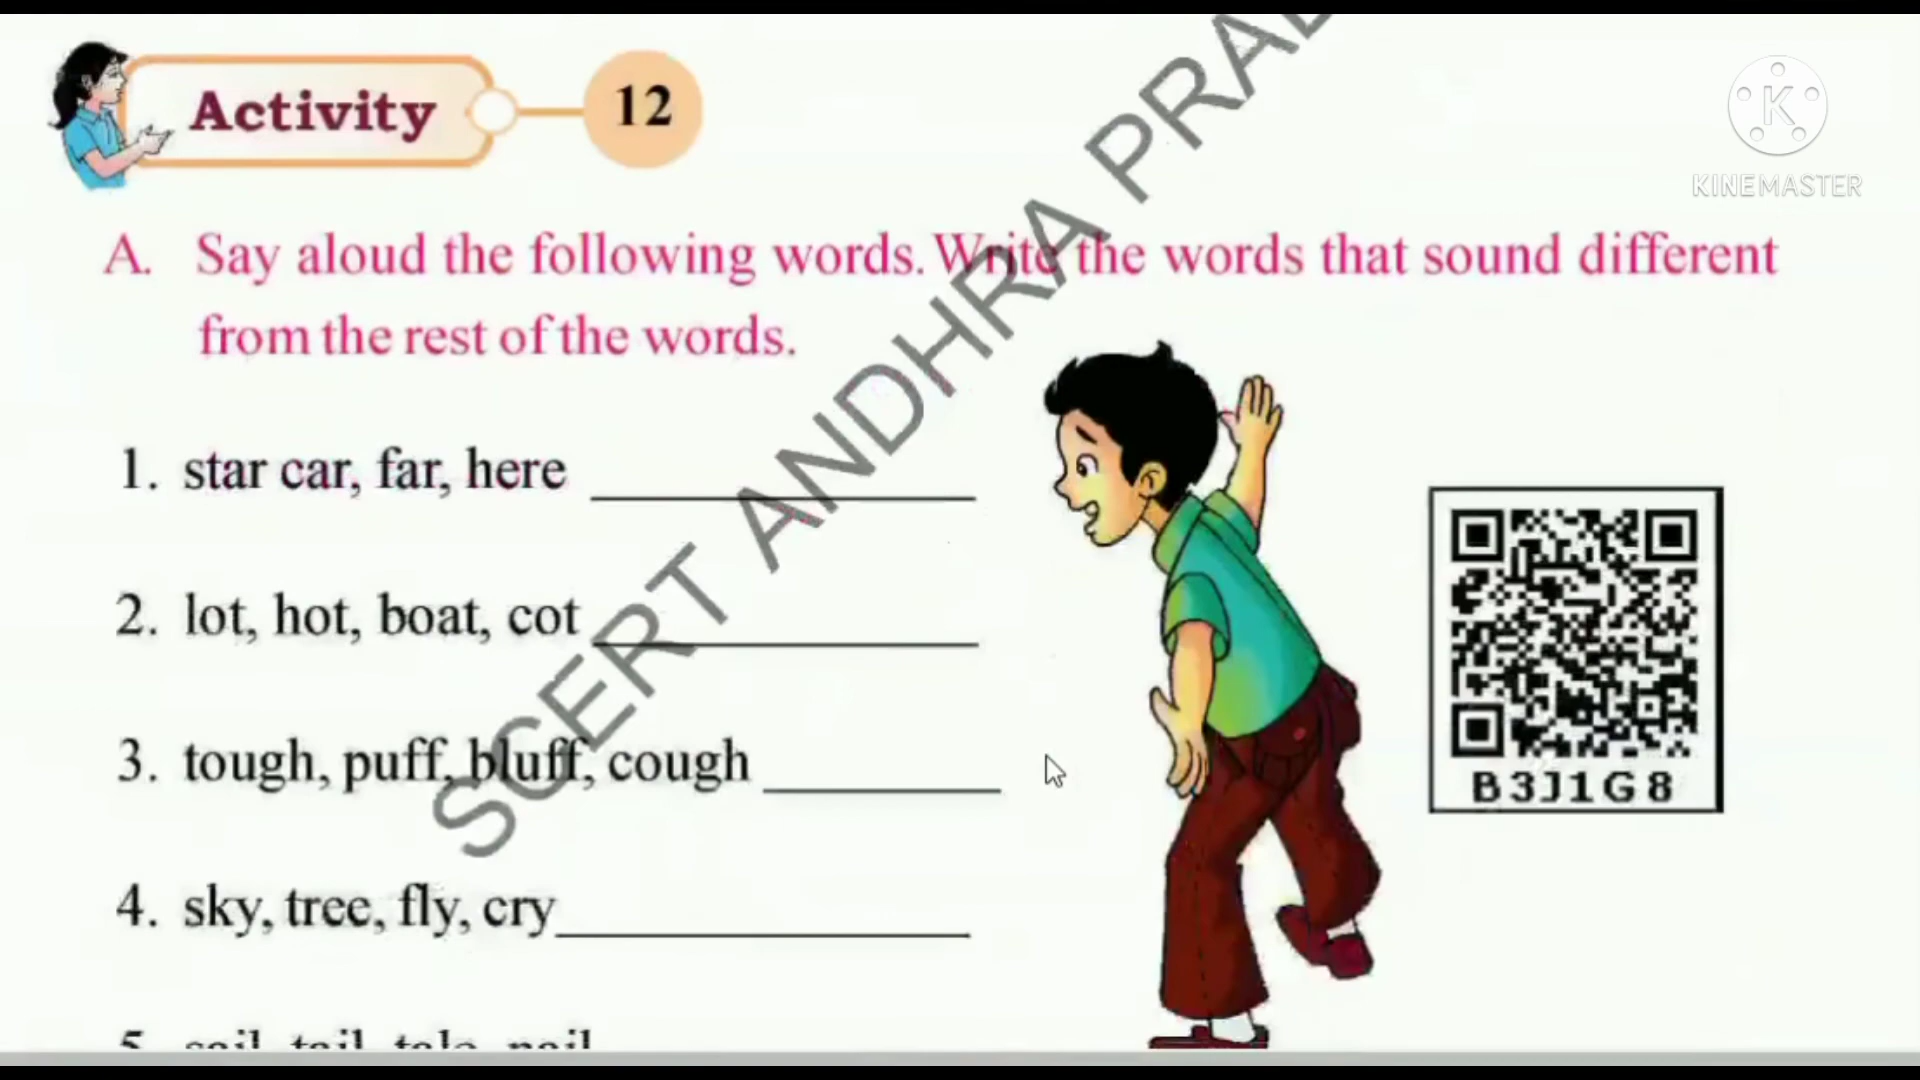 Activity 12
KINEMASTER
A. Say aloud the following words. Write the words that sound different
from the rest of the words.
1. star car, far, here
2. lot, hot, boat, cot
3. tough, puff, bluff, cough
4. sky, tree, fly, cry
B3J1G8
SCERT ANDHRA